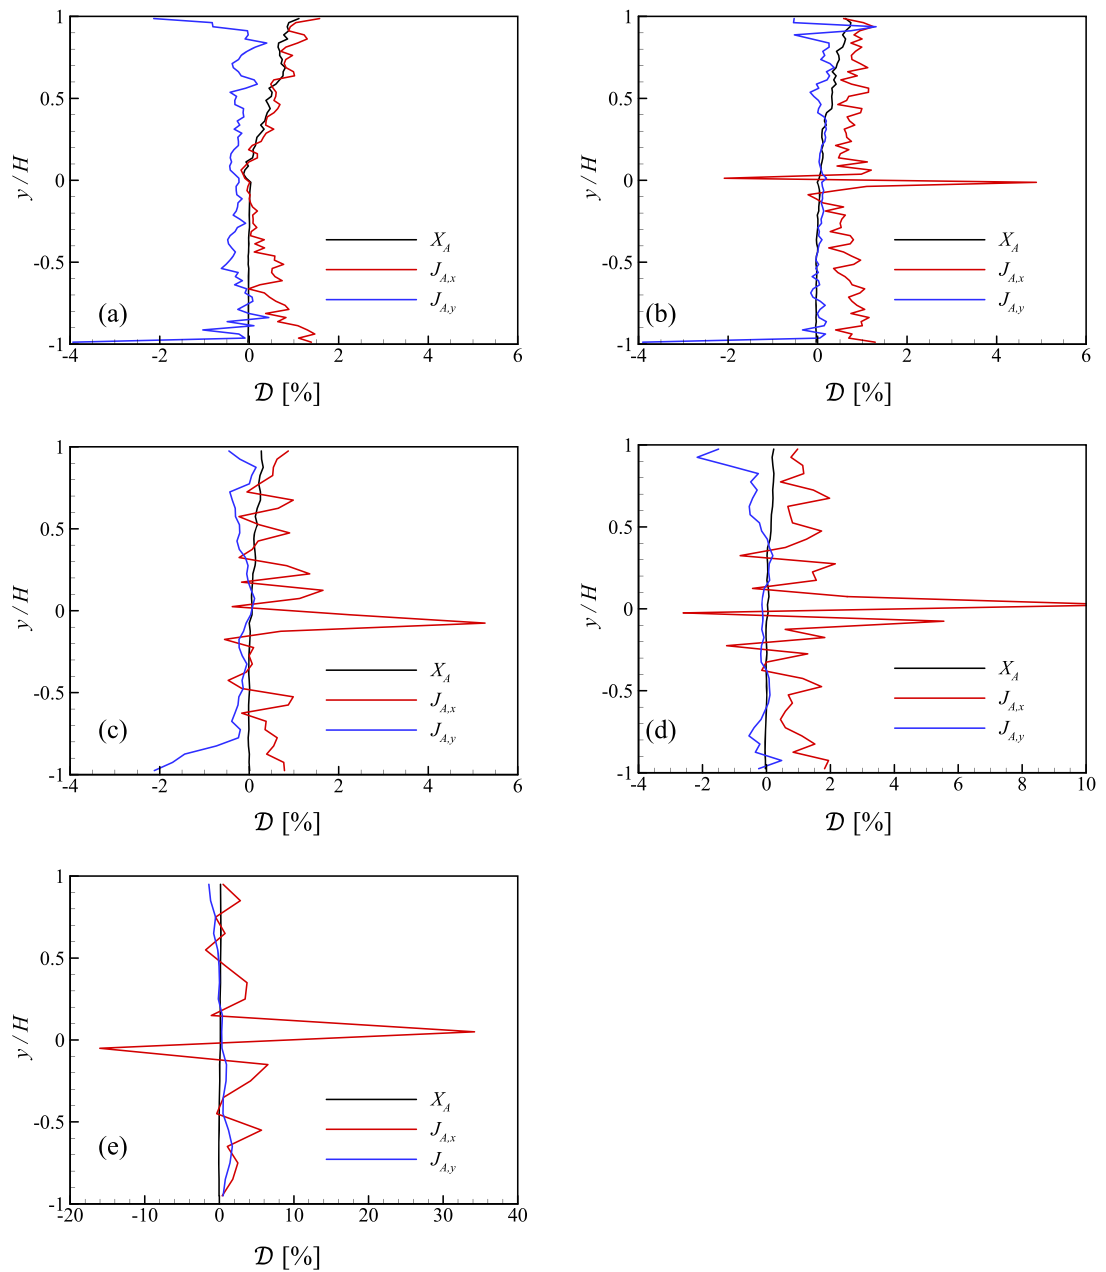 1
0.5
0
-0.5
-1
y / H
X_A
J_A,x
J_A,y
(a)
-4 -2 0 2 4 6
𝒟 [%]
1
0.5
0
-0.5
-1
y / H
X_A
J_A,x
J_A,y
(b)
-4 -2 0 2 4 6
𝒟 [%]
1
0.5
0
-0.5
-1
y / H
X_A
J_A,x
J_A,y
(c)
-4 -2 0 2 4 6
𝒟 [%]
1
0.5
0
-0.5
-1
y / H
X_A
J_A,x
J_A,y
(d)
-4 -2 0 2 4 6 8 10
𝒟 [%]
1
0.5
0
-0.5
-1
y / H
X_A
J_A,x
J_A,y
(e)
-20 -10 0 10 20 30 40
𝒟 [%]